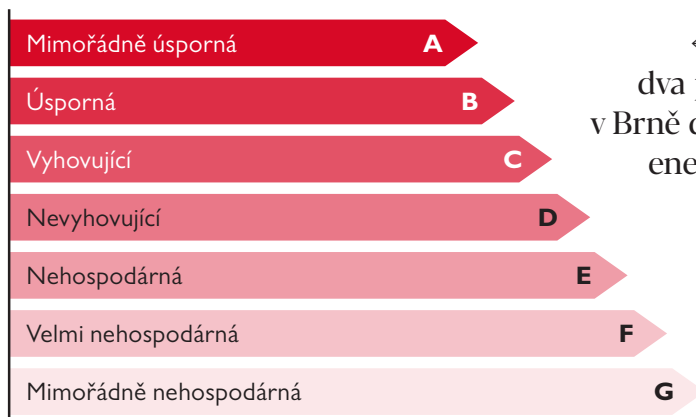 Mimořádně úsporná A
Úsporná B
Vyhovující C
Nevyhovující D
Nehospodárná E
Velmi nehospodárná F
Mimořádně nehospodárná G
dva
v Brně